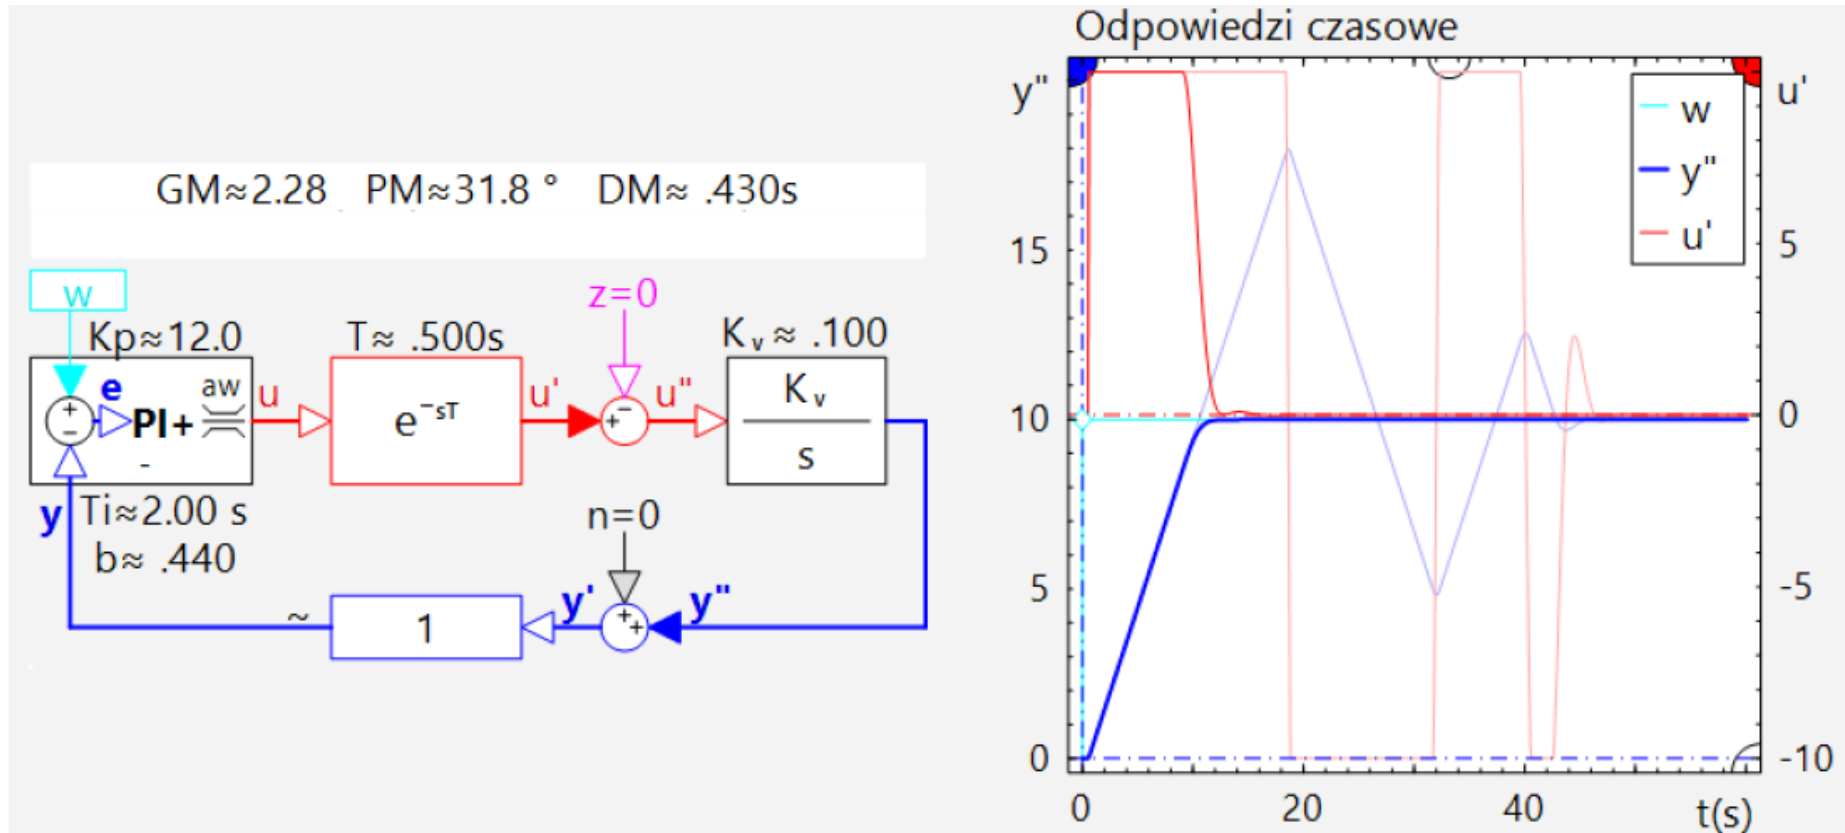 Odpowiedzi czasowe
GM≈2.28 PM≈31.8 ° DM≈ .430s
w
Kp≈12.0
e
PI+
aw
-
u
T≈ .500s
e⁻ˢᵀ
u'
z=0
u"
Kᵥ≈ .100
Kᵥ
s
y
Ti≈2.00 s
b≈ .440
~
1
y'
n=0
y"
y"
15
10
5
0
u'
5
0
-5
-10
w
y"
u'
0 20 40 t(s)